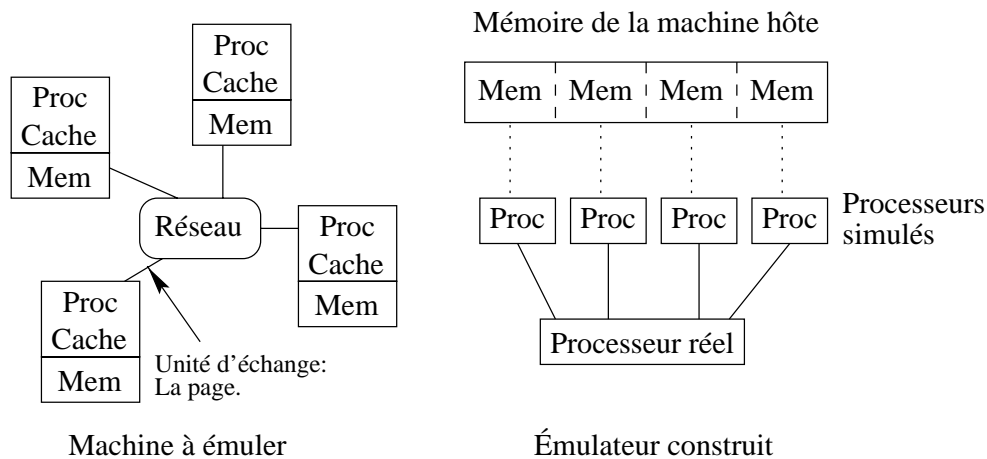 Proc
Cache
Mem
Proc
Cache
Mem
Réseau
Proc
Cache
Mem
Proc
Cache
Mem
Unité d'échange:
La page.
Machine à émuler
Mémoire de la machine hôte
Mem Mem Mem Mem
Proc Proc Proc Proc
Processeurs
simulés
Processeur réel
Émulateur construit